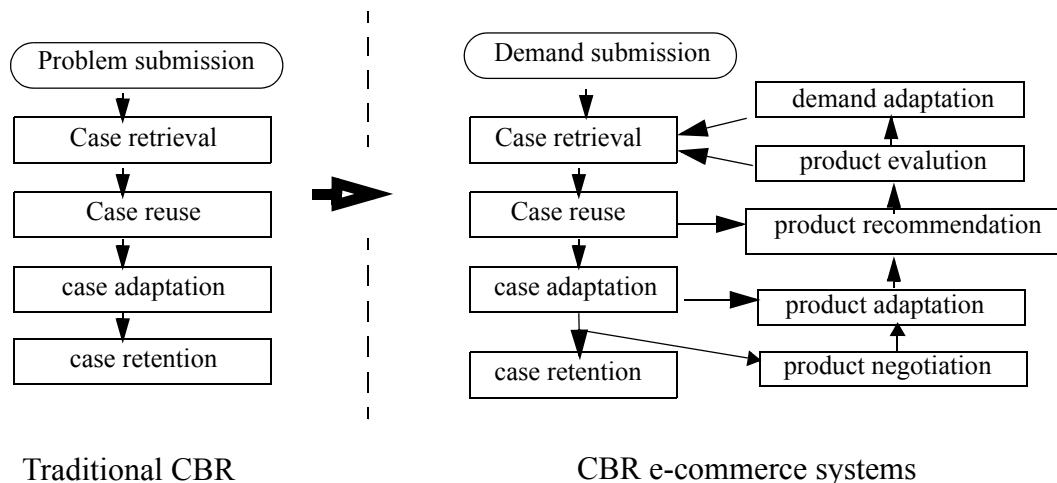 Problem submission
Case retrieval
Case reuse
case adaptation
case retention
Traditional CBR
Demand submission
Case retrieval
Case reuse
case adaptation
case retention
demand adaptation
product evalution
product recommendation
product adaptation
product negotiation
CBR e-commerce systems